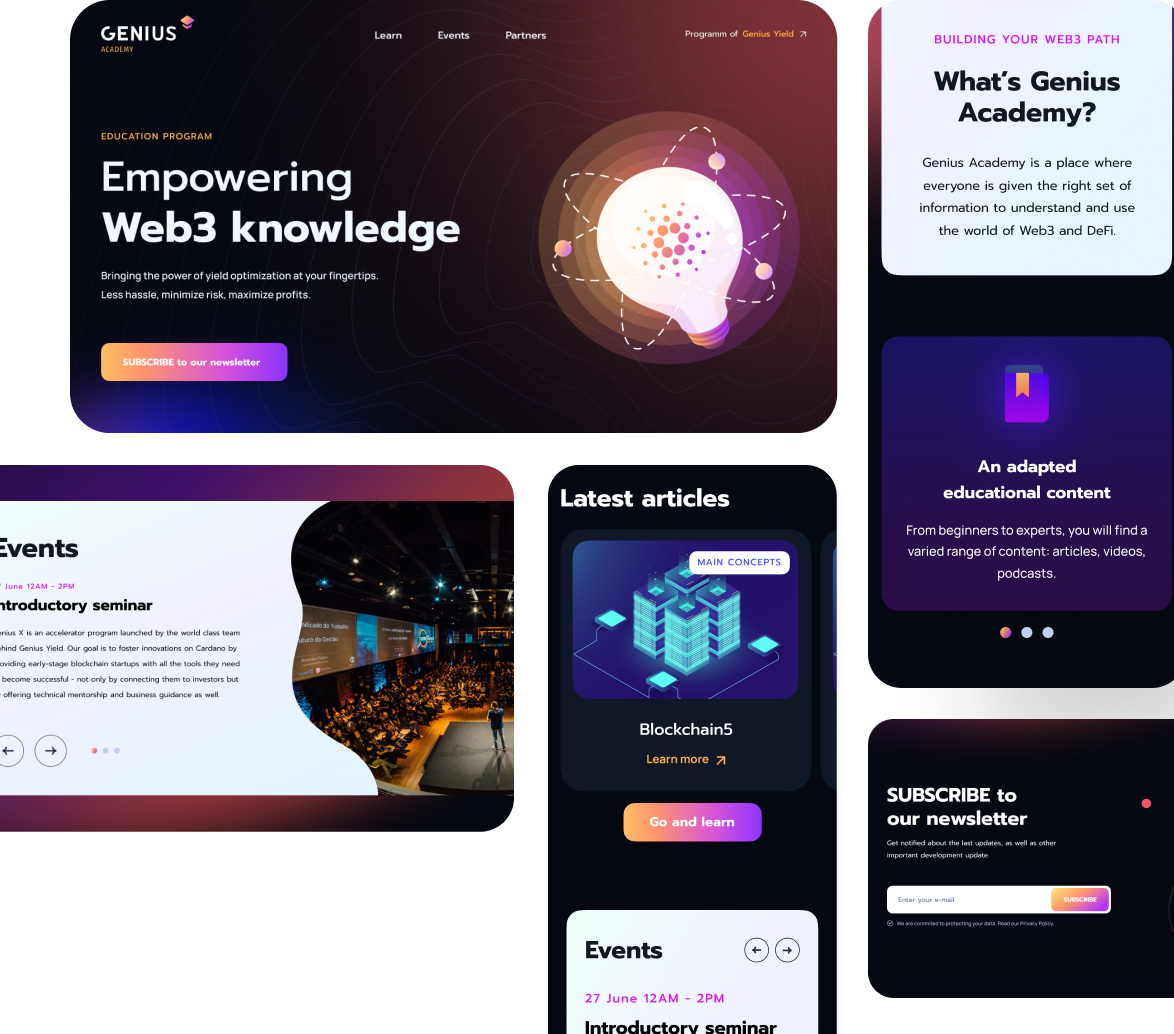 GENIUS
ACADEMY
Learn
Events
Partners
Programm of Genius Yield
EDUCATION PROGRAM
Empowering
Web3 knowledge
Bringing the power of yield optimization at your fingertips.
Less hassle, minimize risk, maximize profits.
SUBSCRIBE to our newsletter
BUILDING YOUR WEB3 PATH
What's Genius
Academy?
Genius Academy is a place where
everyone is given the right set of
information to understand and use
the world of Web3 and DeFi.
An adapted
educational content
From beginners to experts, you will find a
varied range of content: articles, videos,
podcasts.
Events
June 12AM - 2PM
ntroductory seminar
enius X is an accelerator program launched by the world class team
ehind Genius Yield. Our goal is to foster innovations on Cardano by
oviding early-stage blockchain startups with all the tools they need
become successful - not only by connecting them to investors but
offering technical mentorship and business guidance as well.
nificado do Trabalho
uturo da Gestão
Latest articles
MAIN CONCEPTS
Blockchain5
Learn more
Go and learn
Events
27 June 12AM - 2PM
Introductory seminar
SUBSCRIBE to
our newsletter
Get notified about the last updates, as well as other
important development update.
Enter your e-mail
SUBSCRIBE
We are commited to protecting your data. Read our Privacy Policy.